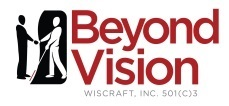 Beyond
Vision
WISCRAFT, INC. 501(C)3